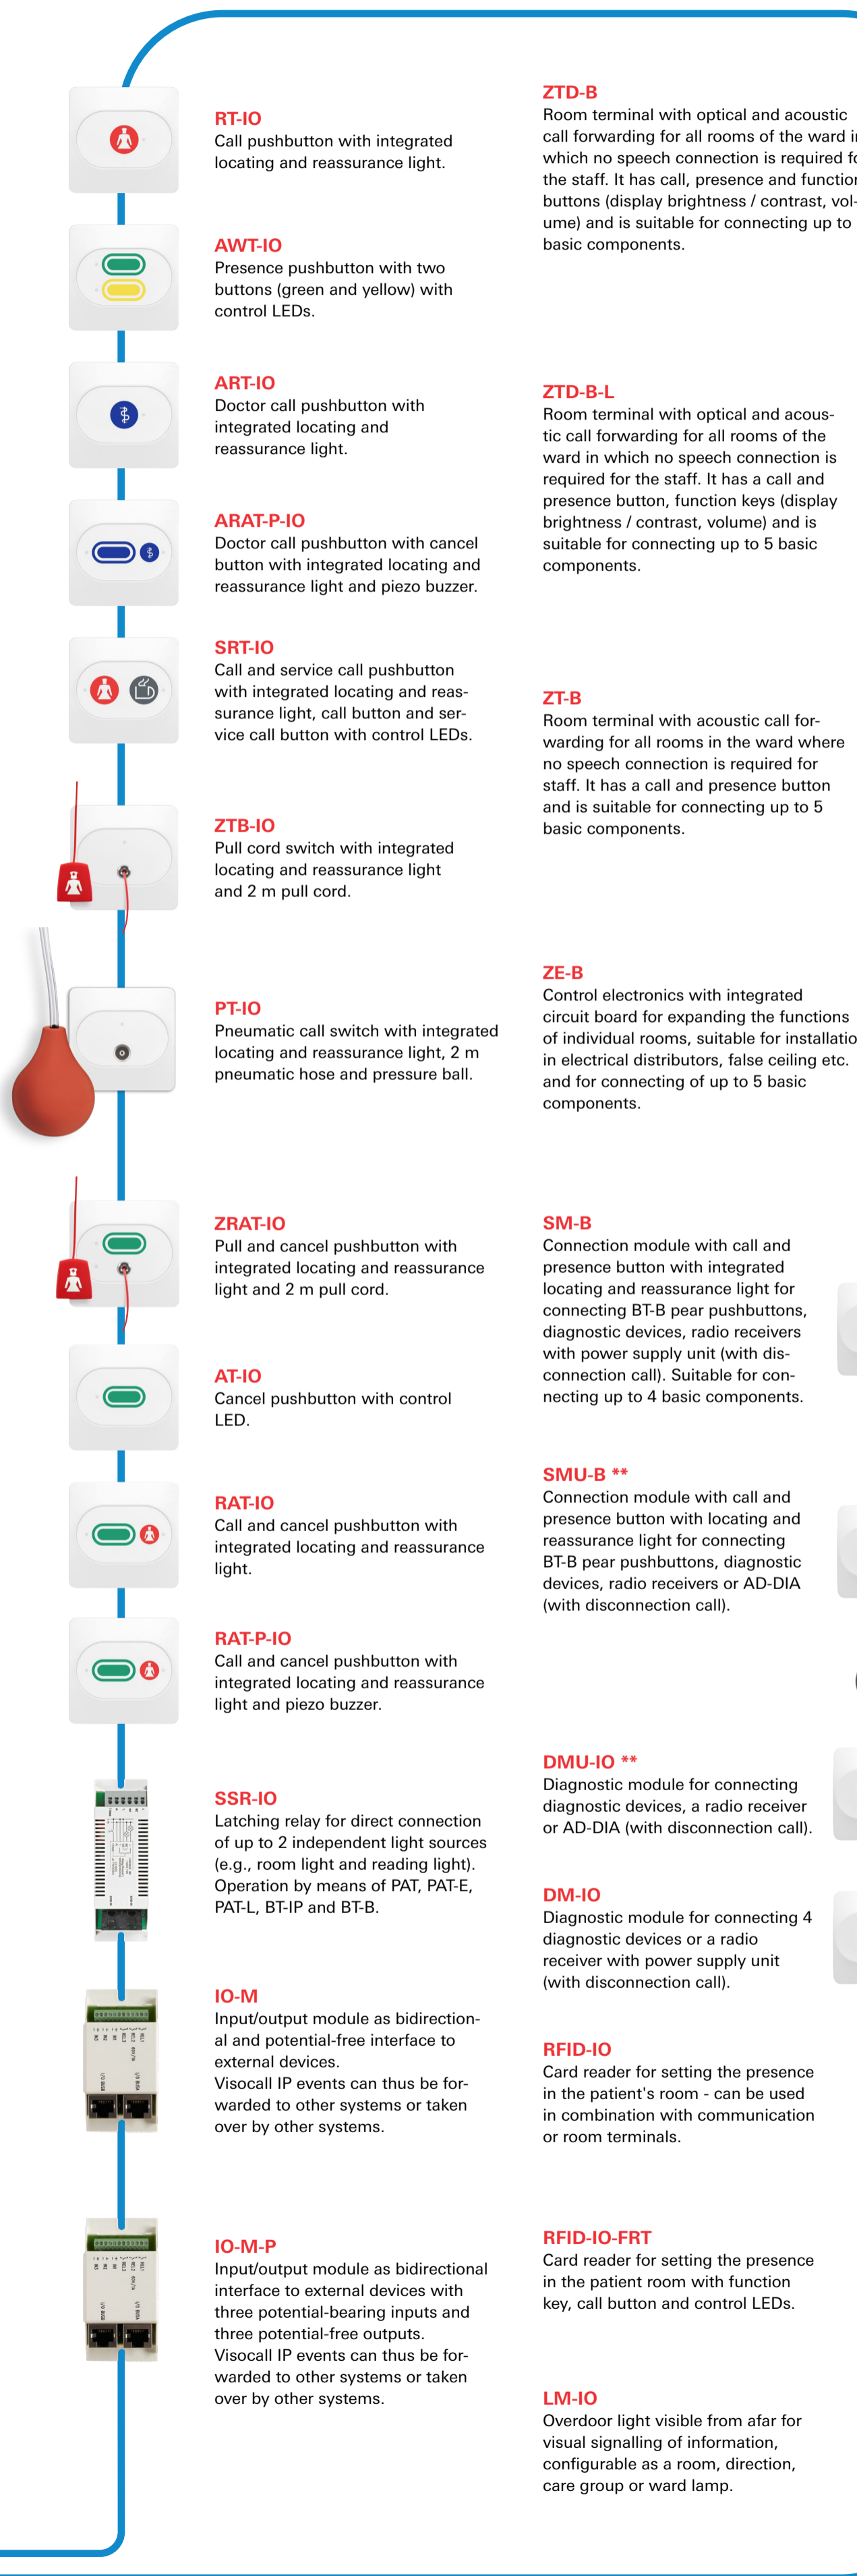 RT-IO
Call pushbutton with integrated
locating and reassurance light.
AWT-IO
Presence pushbutton with two
buttons (green and yellow) with
control LEDs.
ART-IO
Doctor call pushbutton with
integrated locating and
reassurance light.
ARAT-P-IO
Doctor call pushbutton with cancel
button with integrated locating and
reassurance light and piezo buzzer.
SRT-IO
Call and service call pushbutton
with integrated locating and reas-
surance light, call button and ser-
vice call button with control LEDs.
ZTB-IO
Pull cord switch with integrated
locating and reassurance light
and 2 m pull cord.
PT-IO
Pneumatic call switch with integrated
locating and reassurance light, 2 m
pneumatic hose and pressure ball.
ZRAT-IO
Pull and cancel pushbutton with
integrated locating and reassurance
light and 2 m pull cord.
AT-IO
Cancel pushbutton with control
LED.
RAT-IO
Call and cancel pushbutton with
integrated locating and reassurance
light.
RAT-P-IO
Call and cancel pushbutton with
integrated locating and reassurance
light and piezo buzzer.
SSR-IO
Latching relay for direct connection
of up to 2 independent light sources
(e.g., room light and reading light).
Operation by means of PAT, PAT-E,
PAT-L, BT-IP and BT-B.
IO-M
Input/output module as bidirection-
al and potential-free interface to
external devices.
Visocall IP events can thus be for-
warded to other systems or taken
over by other systems.
IO-M-P
Input/output module as bidirectional
interface to external devices with
three potential-bearing inputs and
three potential-free outputs.
Visocall IP events can thus be for-
warded to other systems or taken
over by other systems.
ZTD-B
Room terminal with optical and acoustic
call forwarding for all rooms of the ward
which no speech connection is required
the staff. It has call, presence and function
buttons (display brightness / contrast, vol-
ume) and is suitable for connecting up to
basic components.
ZTD-B-L
Room terminal with optical and acous-
tic call forwarding for all rooms of the
ward in which no speech connection is
required for the staff. It has a call and
presence button, function keys (display
brightness / contrast, volume) and is
suitable for connecting up to 5 basic
components.
ZT-B
Room terminal with acoustic call for-
warding for all rooms in the ward where
no speech connection is required for
staff. It has a call and presence button
and is suitable for connecting up to 5
basic components.
ZE-B
Control electronics with integrated
circuit board for expanding the functions
of individual rooms, suitable for installatio
in electrical distributors, false ceiling etc.
and for connecting of up to 5 basic
components.
SM-B
Connection module with call and
presence button with integrated
locating and reassurance light for
connecting BT-B pear pushbuttons,
diagnostic devices, radio receivers
with power supply unit (with dis-
connection call). Suitable for con-
necting up to 4 basic components.
SMU-B **
Connection module with call and
presence button with locating and
reassurance light for connecting
BT-B pear pushbuttons, diagnostic
devices, radio receivers or AD-DIA
(with disconnection call).
DMU-IO **
Diagnostic module for connecting
diagnostic devices, a radio receiver
or AD-DIA (with disconnection call).
DM-IO
Diagnostic module for connecting 4
diagnostic devices or a radio
receiver with power supply unit
(with disconnection call).
RFID-IO
Card reader for setting the presence
in the patient's room - can be used
in combination with communication
or room terminals.
RFID-IO-FRT
Card reader for setting the presence
in the patient room with function
key, call button and control LEDs.
LM-IO
Overdoor light visible from afar for
visual signalling of information,
configurable as a room, direction,
care group or ward lamp.